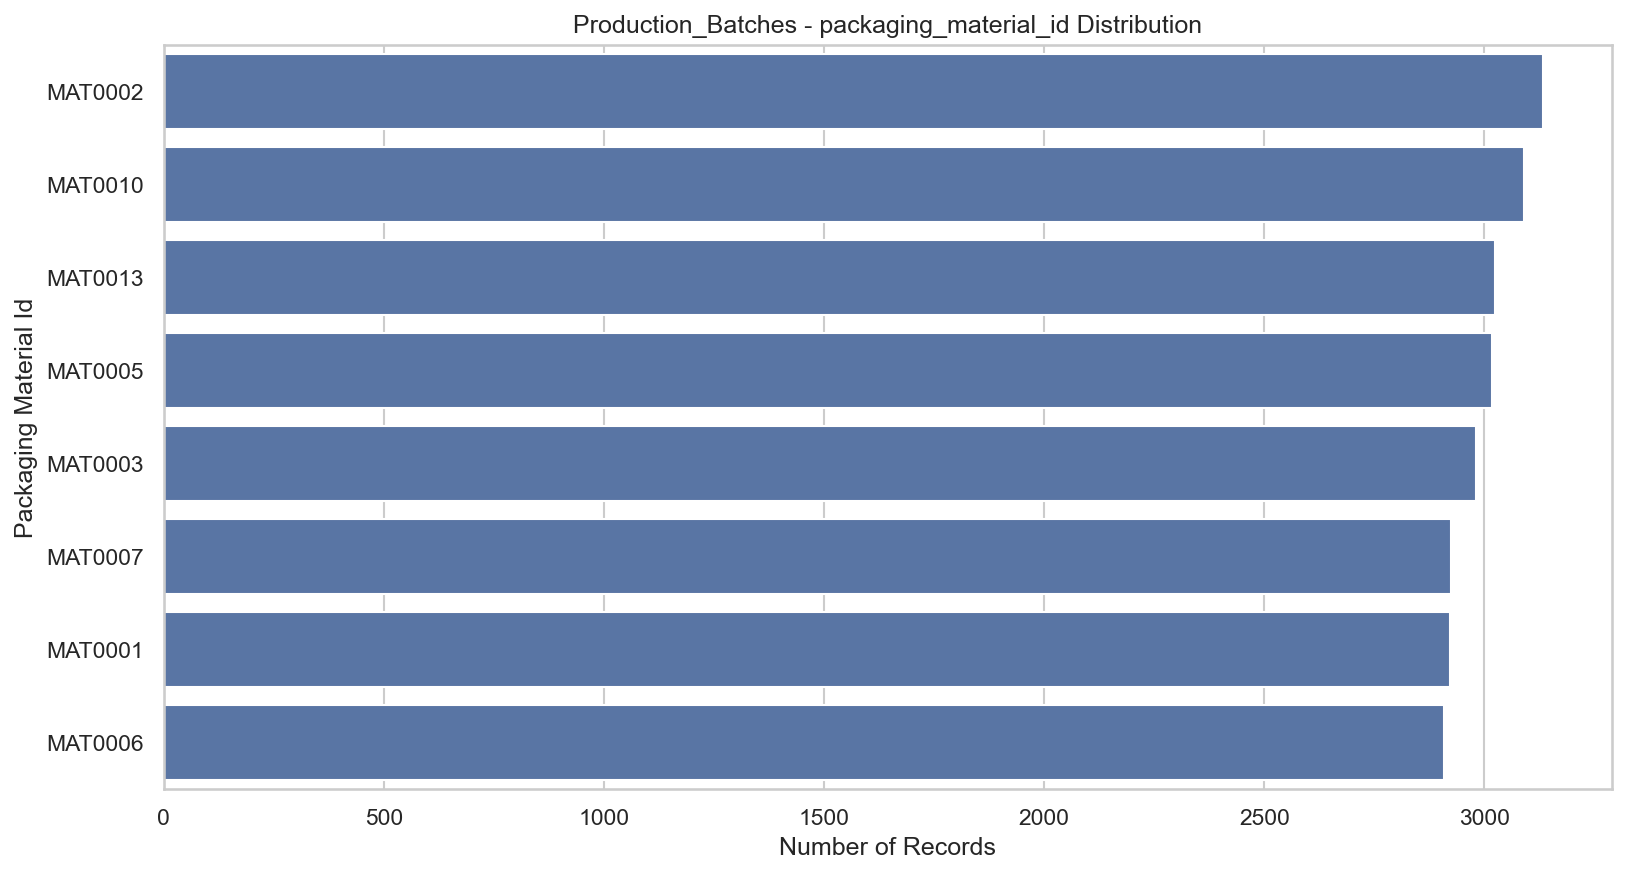 Production_Batches - packaging_material_id Distribution
Packaging Material Id
MAT0002
MAT0010
MAT0013
MAT0005
MAT0003
MAT0007
MAT0001
MAT0006
0 500 1000 1500 2000 2500 3000
Number of Records